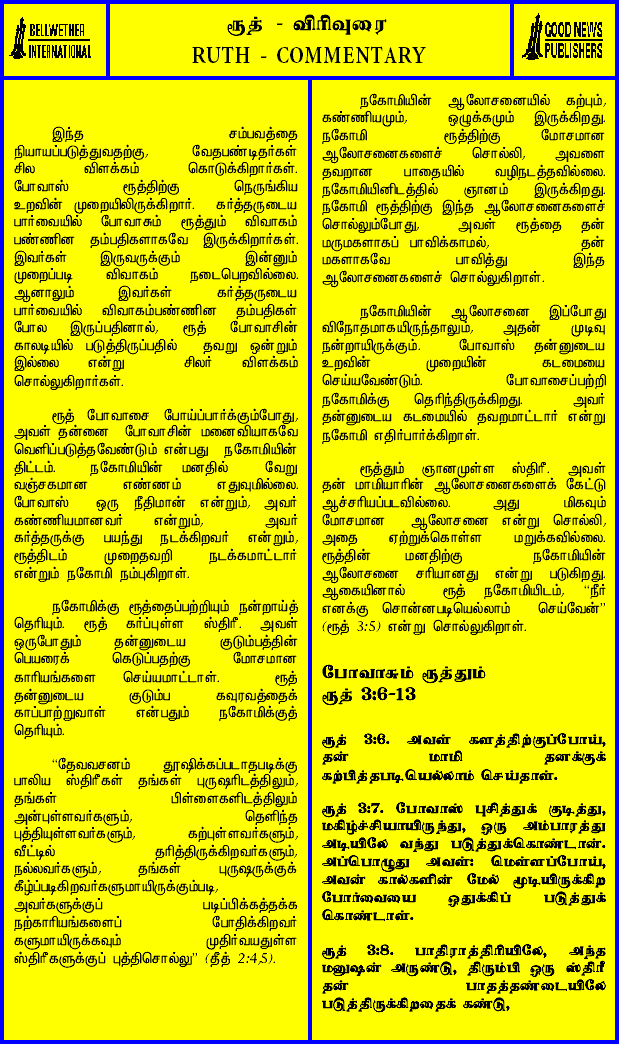 BELLWETHER
INTERNATIONAL
ரூத் - விரிவுரை
RUTH - COMMENTARY
GOOD NEWS
PUBLISHERS
இந்த சம்பவத்தை
நியாயப்படுத்துவதற்கு, வேதபண்டிதர்கள்
சில விளக்கம் கொடுக்கிறார்கள்.
போவாஸ் ரூத்திற்கு நெருங்கிய
உறவின் முறையிலிருக்கிறார். கர்த்தருடைய
பார்வையில் போவாசும் ரூத்தும் விவாகம்
பண்ணின தம்பதிகளாகவே இருக்கிறார்கள்.
இவர்கள் இருவருக்கும் இன்னும்
முறைப்படி விவாகம் நடைபெறவில்லை.
ஆனாலும் இவர்கள் கர்த்தருடைய
பார்வையில் விவாகம்பண்ணின தம்பதிகள்
போல இருப்பதினால், ரூத் போவாசின்
காலடியில் படுத்திருப்பதில் தவறு ஒன்றும்
இல்லை என்று சிலர் விளக்கம்
சொல்லுகிறார்கள்.
ரூத் போவாசை போய்ப்பார்க்கும்போது,
அவள் தன்னை போவாசின் மனைவியாகவே
வெளிப்படுத்தவேண்டும் என்பது நகோமியின்
திட்டம். நகோமியின் மனதில் வேறு
வஞ்சகமான எண்ணம் எதுவுமில்லை.
போவாஸ் ஒரு நீதிமான் என்றும், அவர்
கண்ணியமானவர் என்றும், அவர்
கர்த்தருக்கு பயந்து நடக்கிறவர் என்றும்,
ரூத்திடம் முறைதவறி நடக்கமாட்டார்
என்றும் நகோமி நம்புகிறாள்.
நகோமிக்கு ரூத்தைப்பற்றியும் நன்றாய்த்
தெரியும். ரூத் கர்ப்புள்ள ஸ்திரீ. அவள்
ஒருபோதும் தன்னுடைய குடும்பத்தின்
பெயரைக் கெடுப்பதற்கு மோசமான
காரியங்களை செய்யமாட்டாள். ரூத்
தன்னுடைய குடும்ப கவுரவத்தைக்
காப்பாற்றுவாள் என்பதும் நகோமிக்குத்
தெரியும்.
“தேவவசனம் தூஷிக்கப்படாதபடிக்கு
பாலிய ஸ்திரீகள் தங்கள் புருஷரிடத்திலும்,
தங்கள் பிள்ளைகளிடத்திலும்
அன்புள்ளவர்களும், தெளிந்த
புத்தியுள்ளவர்களும், கற்புள்ளவர்களும்,
வீட்டில் தரித்திருக்கிறவர்களும்,
நல்லவர்களும், தங்கள் புருஷருக்குக்
கீழ்ப்படிகிறவர்களுமாயிருக்கும்படி,
அவர்களுக்குப் படிப்பிக்கத்தக்க
நற்காரியங்களைப் போதிக்கிறவர்
களுமாயிருக்கவும் முதிர்வயதுள்ள
ஸ்திரீகளுக்குப் புத்திசொல்லு” (தீத் 2:4,5).
நகோமியின் ஆலோசனையில் கற்பும்,
கண்ணியமும், ஒழுக்கமும் இருக்கிறது.
நகோமி ரூத்திற்கு மோசமான
ஆலோசனைகளைச் சொல்லி, அவளை
தவறான பாதையில் வழிநடத்தவில்லை.
நகோமியினிடத்தில் ஞானம் இருக்கிறது.
நகோமி ரூத்திற்கு இந்த ஆலோசனைகளைச்
சொல்லும்போது, அவள் ரூத்தை தன்
மருமகளாகப் பாவிக்காமல், தன்
மகளாகவே பாவித்து இந்த
ஆலோசனைகளைச் சொல்லுகிறாள்.
நகோமியின் ஆலோசனை இப்போது
விநோதமாகயிருந்தாலும், அதன் முடிவு
நன்றாயிருக்கும். போவாஸ் தன்னுடைய
உறவின் முறையின் கடமையை
செய்யவேண்டும். போவாசைப்பற்றி
நகோமிக்கு தெரிந்திருக்கிறது. அவர்
தன்னுடைய கடமையில் தவறமாட்டார் என்று
நகோமி எதிர்பார்க்கிறாள்.
ரூத்தும் ஞானமுள்ள ஸ்திரீ. அவள்
தன் மாமியாரின் ஆலோசனைகளைக் கேட்டு
ஆச்சரியப்படவில்லை. அது மிகவும்
மோசமான ஆலோசனை என்று சொல்லி,
அதை ஏற்றுக்கொள்ள மறுக்கவில்லை.
ரூத்தின் மனதிற்கு நகோமியின்
ஆலோசனை சரியானது என்று படுகிறது.
ஆகையினால் ரூத் நகோமியிடம், “நீர்
எனக்கு சொன்னபடியெல்லாம் செய்வேன்”
(ரூத் 3:5) என்று சொல்லுகிறாள்.
போவாசும் ரூத்தும்
ரூத் 3:6-13
ரூத் 3:6. அவள் களத்திற்குப்போய்,
தன் மாமி தனக்குக்
கற்பித்தபடியெல்லாம் செய்தாள்.
ரூத் 3:7. போவாஸ் புசித்துக் குடித்து,
மகிழ்ச்சியாயிருந்து, ஒரு அம்பாரத்து
அடியிலே வந்து படுத்துக்கொண்டான்.
அப்பொழுது அவள்: மெள்ளப்போய்,
அவன் கால்களின் மேல் மூடியிருக்கிற
போர்வையை ஒதுக்கிப் படுத்துக்
கொண்டாள்.
ரூத் 3:8. பாதிராத்திரியிலே, அந்த
மனுஷன் அருண்டு, திரும்பி ஒரு ஸ்திரீ
தன் பாதத்தண்டையிலே
படுத்திருக்கிறதைக் கண்டு,